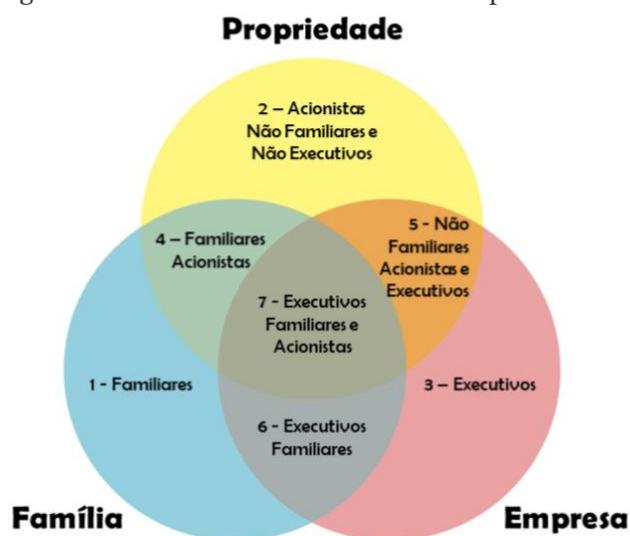 Propriedade
2 – Acionistas
Não Familiares e
Não Executivos
4 – Familiares
Acionistas
5 - Não
Familiares
Acionistas e
Executivos
7 - Executivos
Familiares e
Acionistas
1 - Familiares
3 – Executivos
6 - Executivos
Familiares
Família
Empresa